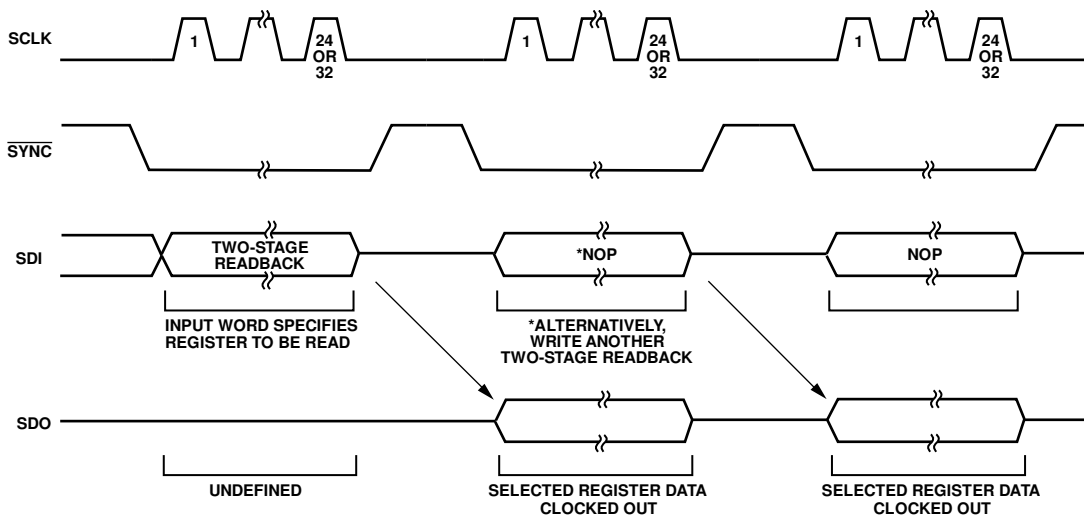 SCLK
1
24
OR
32
1
24
OR
32
1
24
OR
32
SYNC
SDI
TWO-STAGE
READBACK
*NOP
NOP
INPUT WORD SPECIFIES
REGISTER TO BE READ
*ALTERNATIVELY,
WRITE ANOTHER
TWO-STAGE READBACK
SDO
UNDEFINED
SELECTED REGISTER DATA
CLOCKED OUT
SELECTED REGISTER DATA
CLOCKED OUT